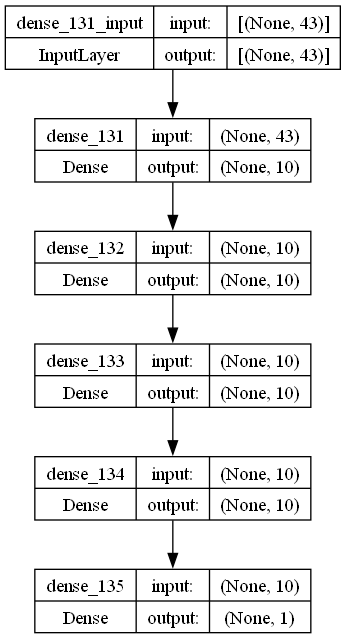 dense_131_input input: [(None, 43)]
InputLayer output: [(None, 43)]
dense_131 input: (None, 43)
Dense output: (None, 10)
dense_132 input: (None, 10)
Dense output: (None, 10)
dense_133 input: (None, 10)
Dense output: (None, 10)
dense_134 input: (None, 10)
Dense output: (None, 10)
dense_135 input: (None, 10)
Dense output: (None, 1)